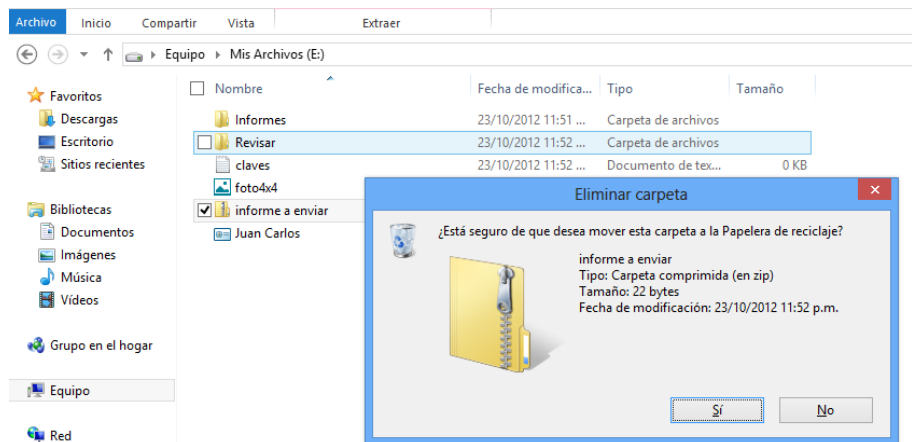 Archivo Inicio Compartir Vista Extraer
Equipo Mis Archivos (E:)
Nombre Fecha de modifica... Tipo Tamaño
Favoritos
Descargas
Escritorio
Sitios recientes
Bibliotecas
Documentos
Imágenes
Música
Vídeos
Grupo en el hogar
Equipo
Red
Informes 23/10/2012 11:51 ... Carpeta de archivos
Revisar 23/10/2012 11:52 ... Carpeta de archivos
claves 23/10/2012 11:52 ... Documento de tex... 0 KB
foto4x4
informe a enviar
Juan Carlos
Eliminar carpeta
¿Está seguro de que desea mover esta carpeta a la Papelera de reciclaje?
informe a enviar
Tipo: Carpeta comprimida (en zip)
Tamaño: 22 bytes
Fecha de modificación: 23/10/2012 11:52 p.m.
Sí No